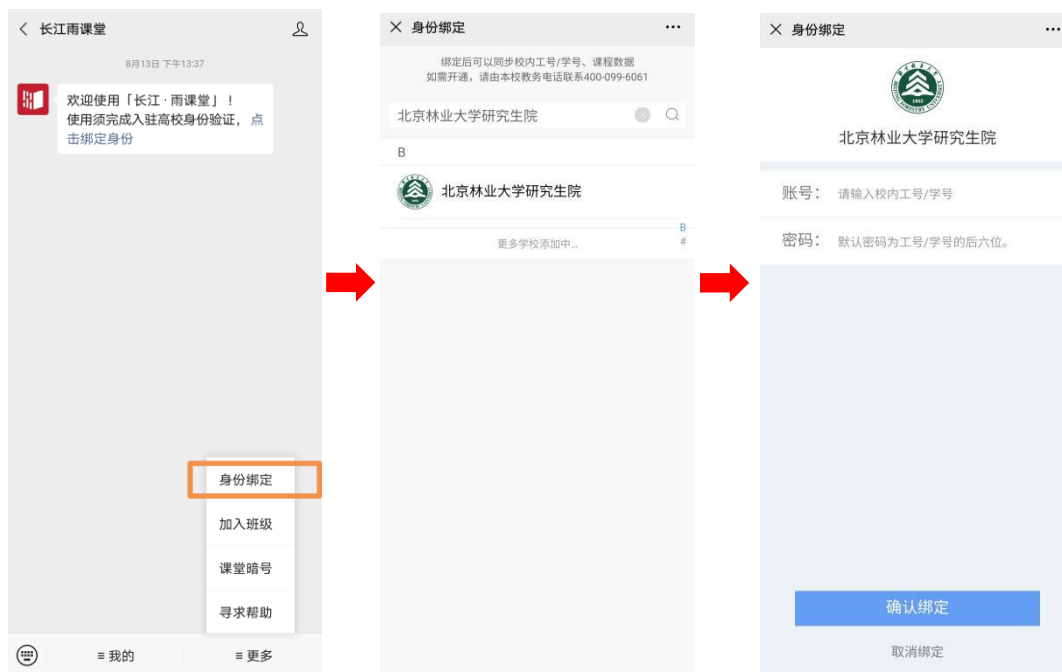 长江雨课堂
8月13日 下午13:37
欢迎使用「长江·雨课堂」！
使用须完成入驻高校身份验证，点
击绑定身份
身份绑定
加入班级
课堂暗号
寻求帮助
≡ 我的
≡ 更多
身份绑定
绑定后可以同步校内工号/学号、课程数据
如需开通，请由本校教务电话联系400-099-6061
北京林业大学研究生院
B
北京林业大学研究生院
B
#
更多学校添加中...
身份绑定
北京林业大学研究生院
账号： 请输入校内工号/学号
密码： 默认密码为工号/学号的后六位。
确认绑定
取消绑定